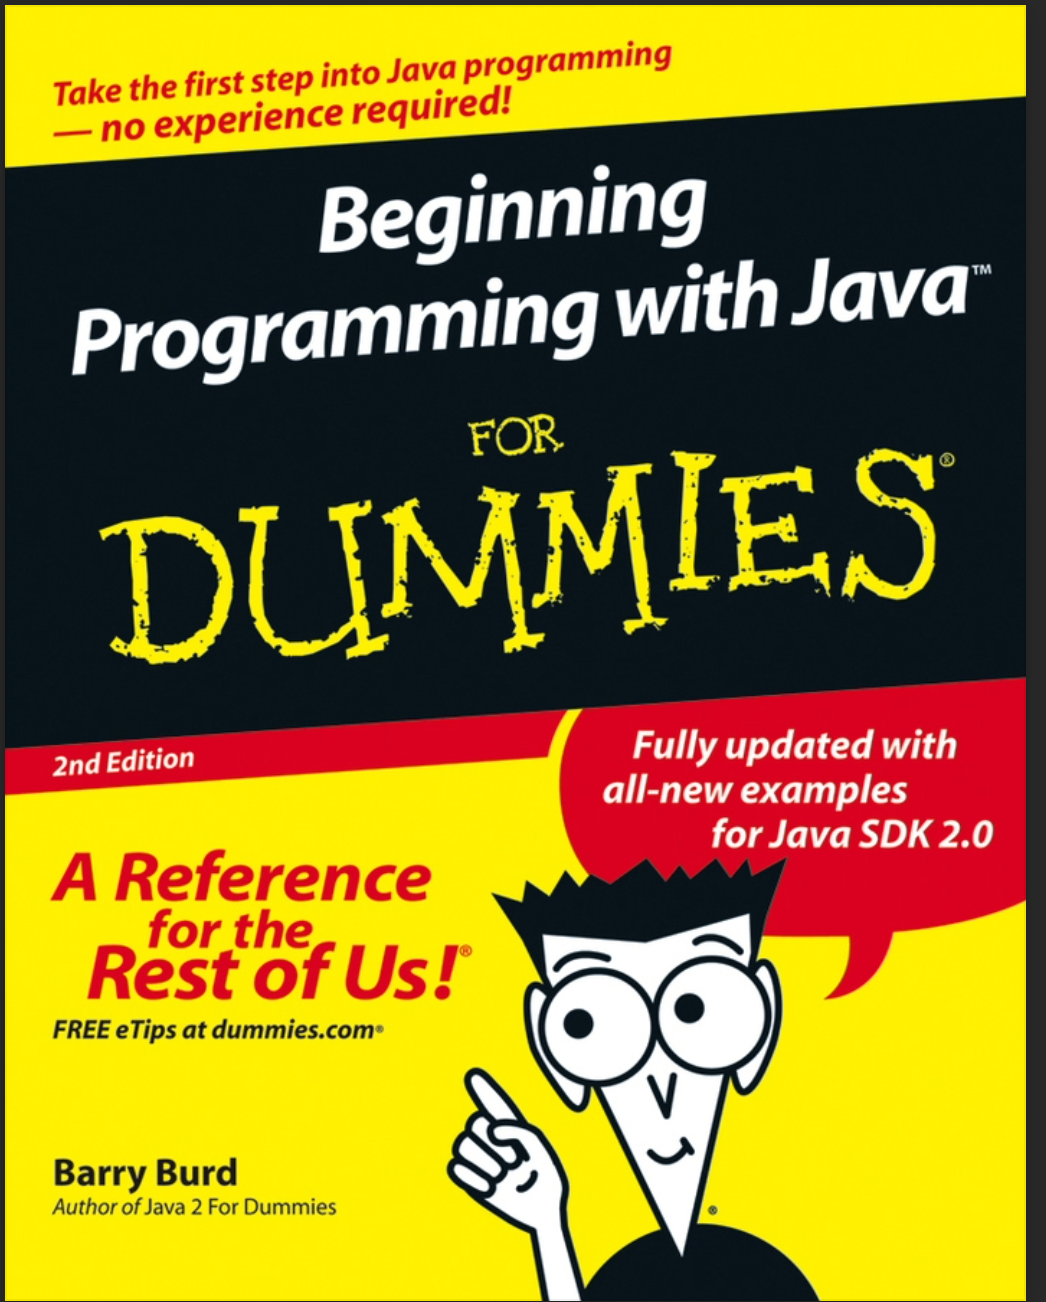 Take the first step into Java programming
— no experience required!
Beginning
Programming with Java™
FOR
DUMMIES®
2nd Edition
Fully updated with
all-new examples
for Java SDK 2.0
A Reference
for the
Rest of Us!®
FREE eTips at dummies.com®
Barry Burd
Author of Java 2 For Dummies
®